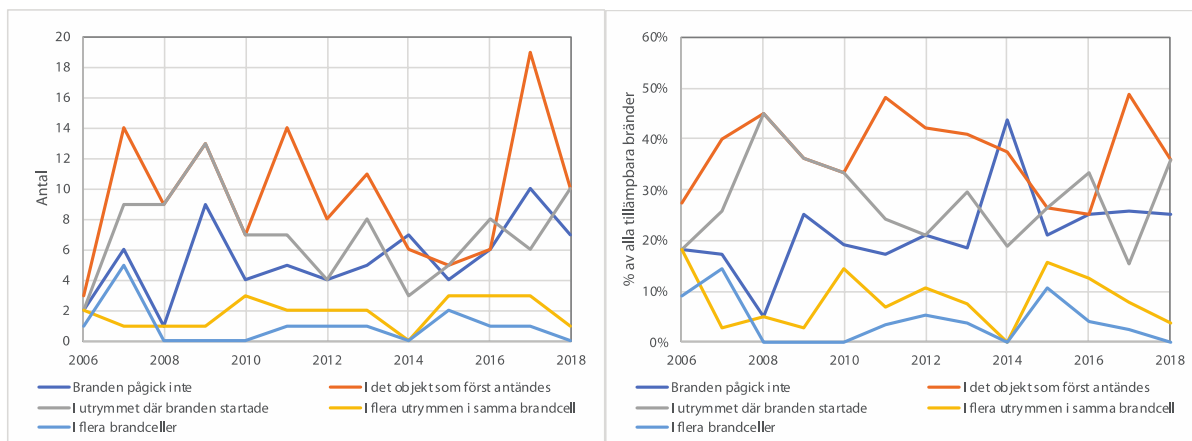 20
18
16
14
12
10
8
6
4
2
0
Antal
2006 2008 2010 2012 2014 2016 2018
Branden pågick inte I det objekt som först antändes
I utrymmet där branden startade I flera utrymmen i samma brandcell
I flera brandceller
60%
50%
40%
30%
20%
10%
0%
% av alla tillämpbara bränder
2006 2008 2010 2012 2014 2016 2018
Branden pågick inte I det objekt som först antändes
I utrymmet där branden startade I flera utrymmen i samma brandcell
I flera brandceller